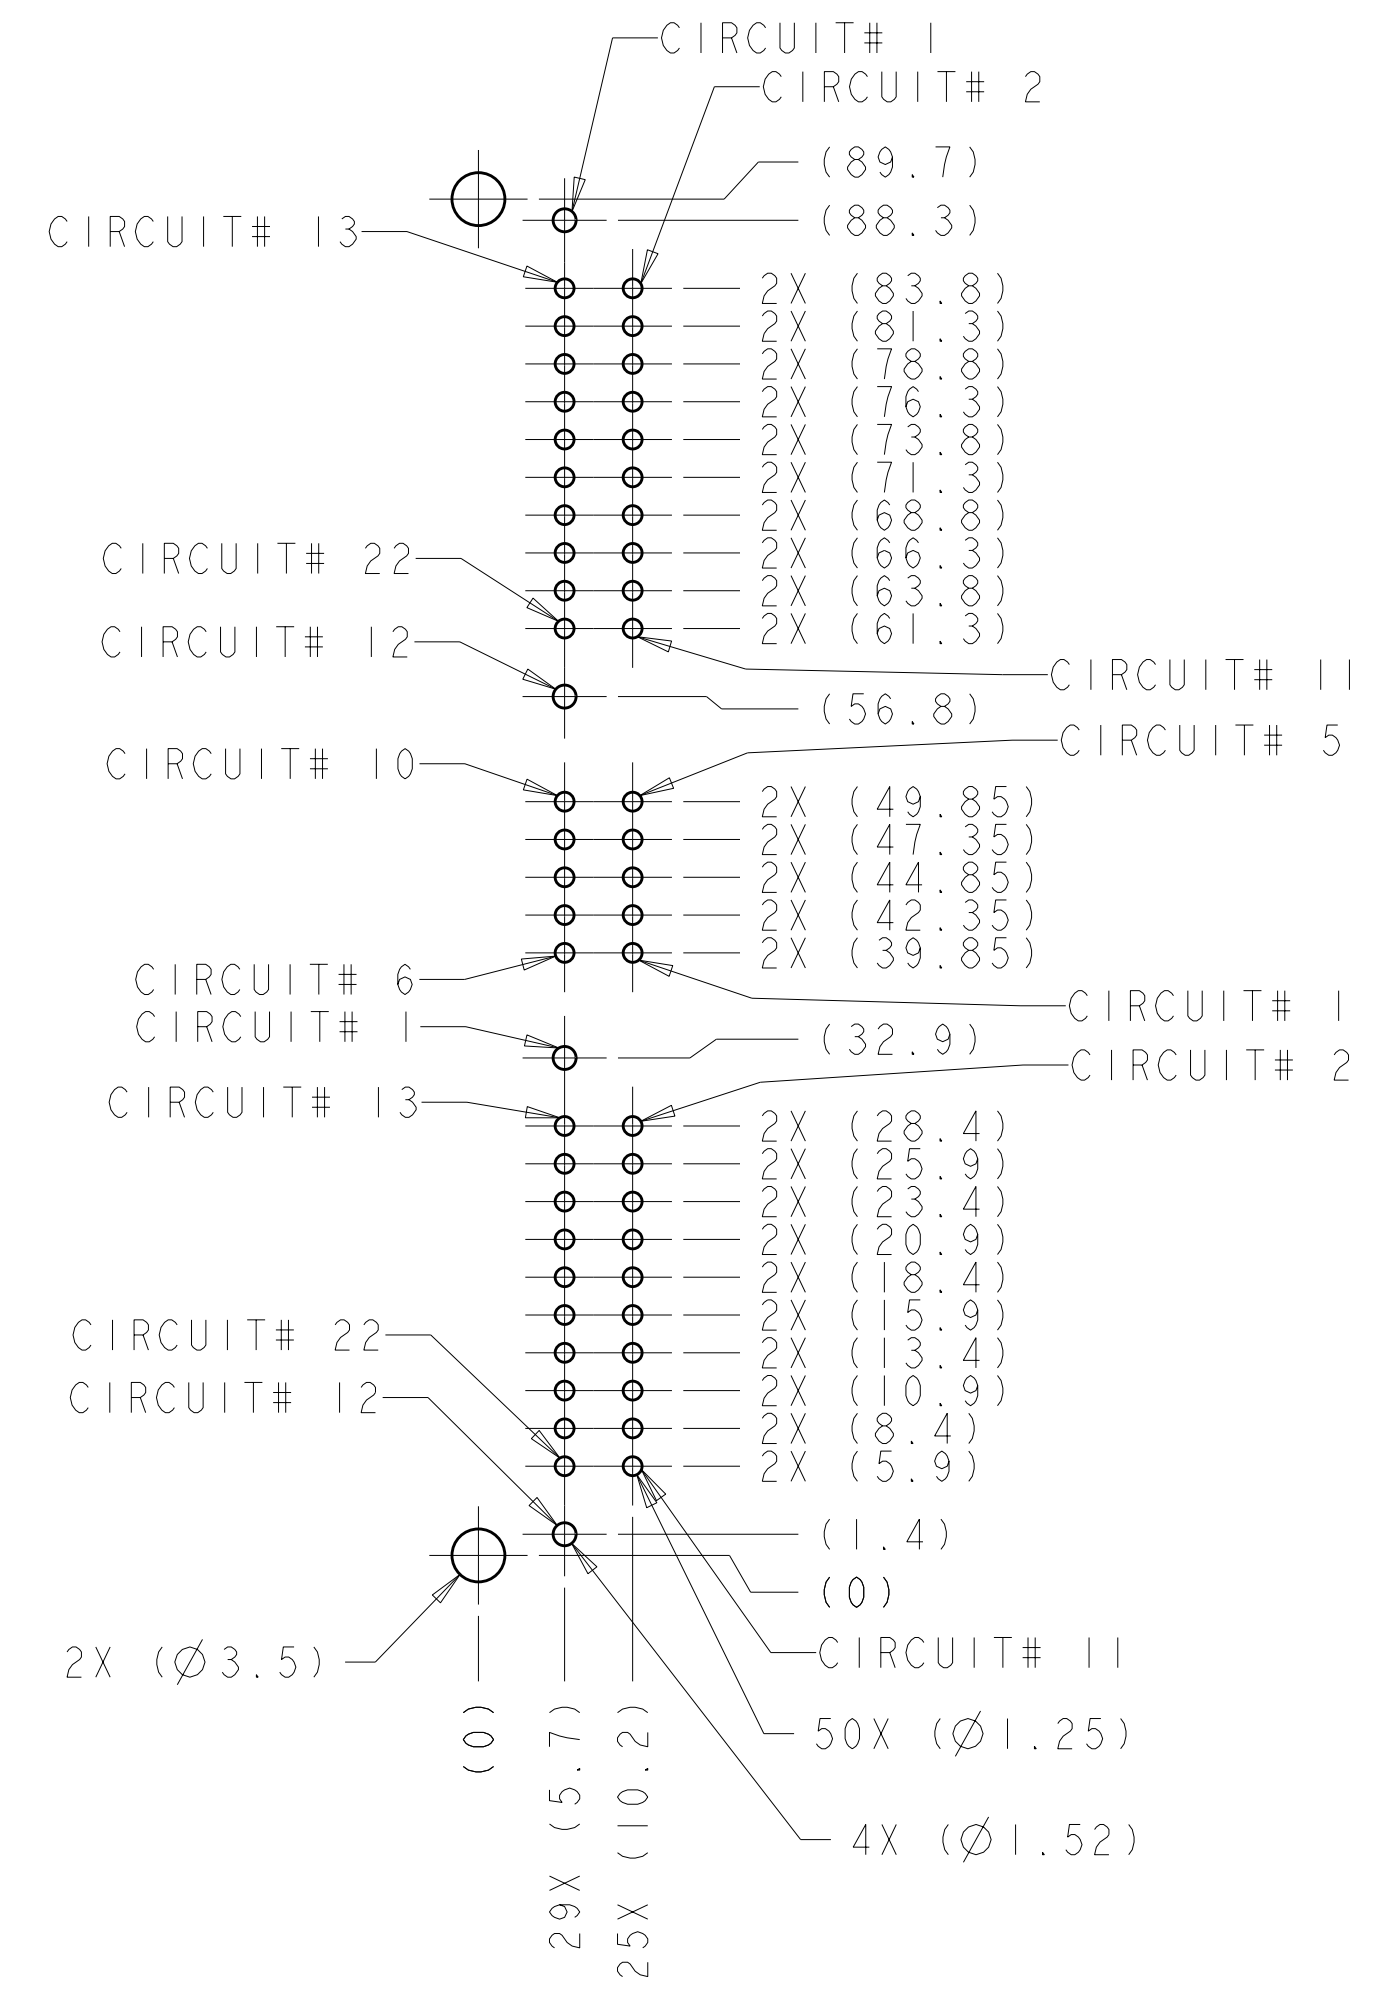 CIRCUIT# 1
CIRCUIT# 2
(89.7)
(88.3)
CIRCUIT# 13
2X (83.8)
2X (81.3)
2X (78.8)
2X (76.3)
2X (73.8)
2X (71.3)
2X (68.8)
2X (66.3)
CIRCUIT# 22
2X (63.8)
2X (61.3)
CIRCUIT# 12
CIRCUIT# 11
(56.8)
CIRCUIT# 5
CIRCUIT# 10
2X (49.85)
2X (47.35)
2X (44.85)
2X (42.35)
2X (39.85)
CIRCUIT# 6
CIRCUIT# 1
CIRCUIT# 1
(32.9)
CIRCUIT# 2
CIRCUIT# 13
2X (28.4)
2X (25.9)
2X (23.4)
2X (20.9)
2X (18.4)
2X (15.9)
CIRCUIT# 22
2X (13.4)
2X (10.9)
CIRCUIT# 12
2X (8.4)
2X (5.9)
(1.4)
(0)
CIRCUIT# 11
2X (Ø3.5)
50X (Ø1.25)
4X (Ø1.52)
(0)
29X (5.7)
25X (10.2)